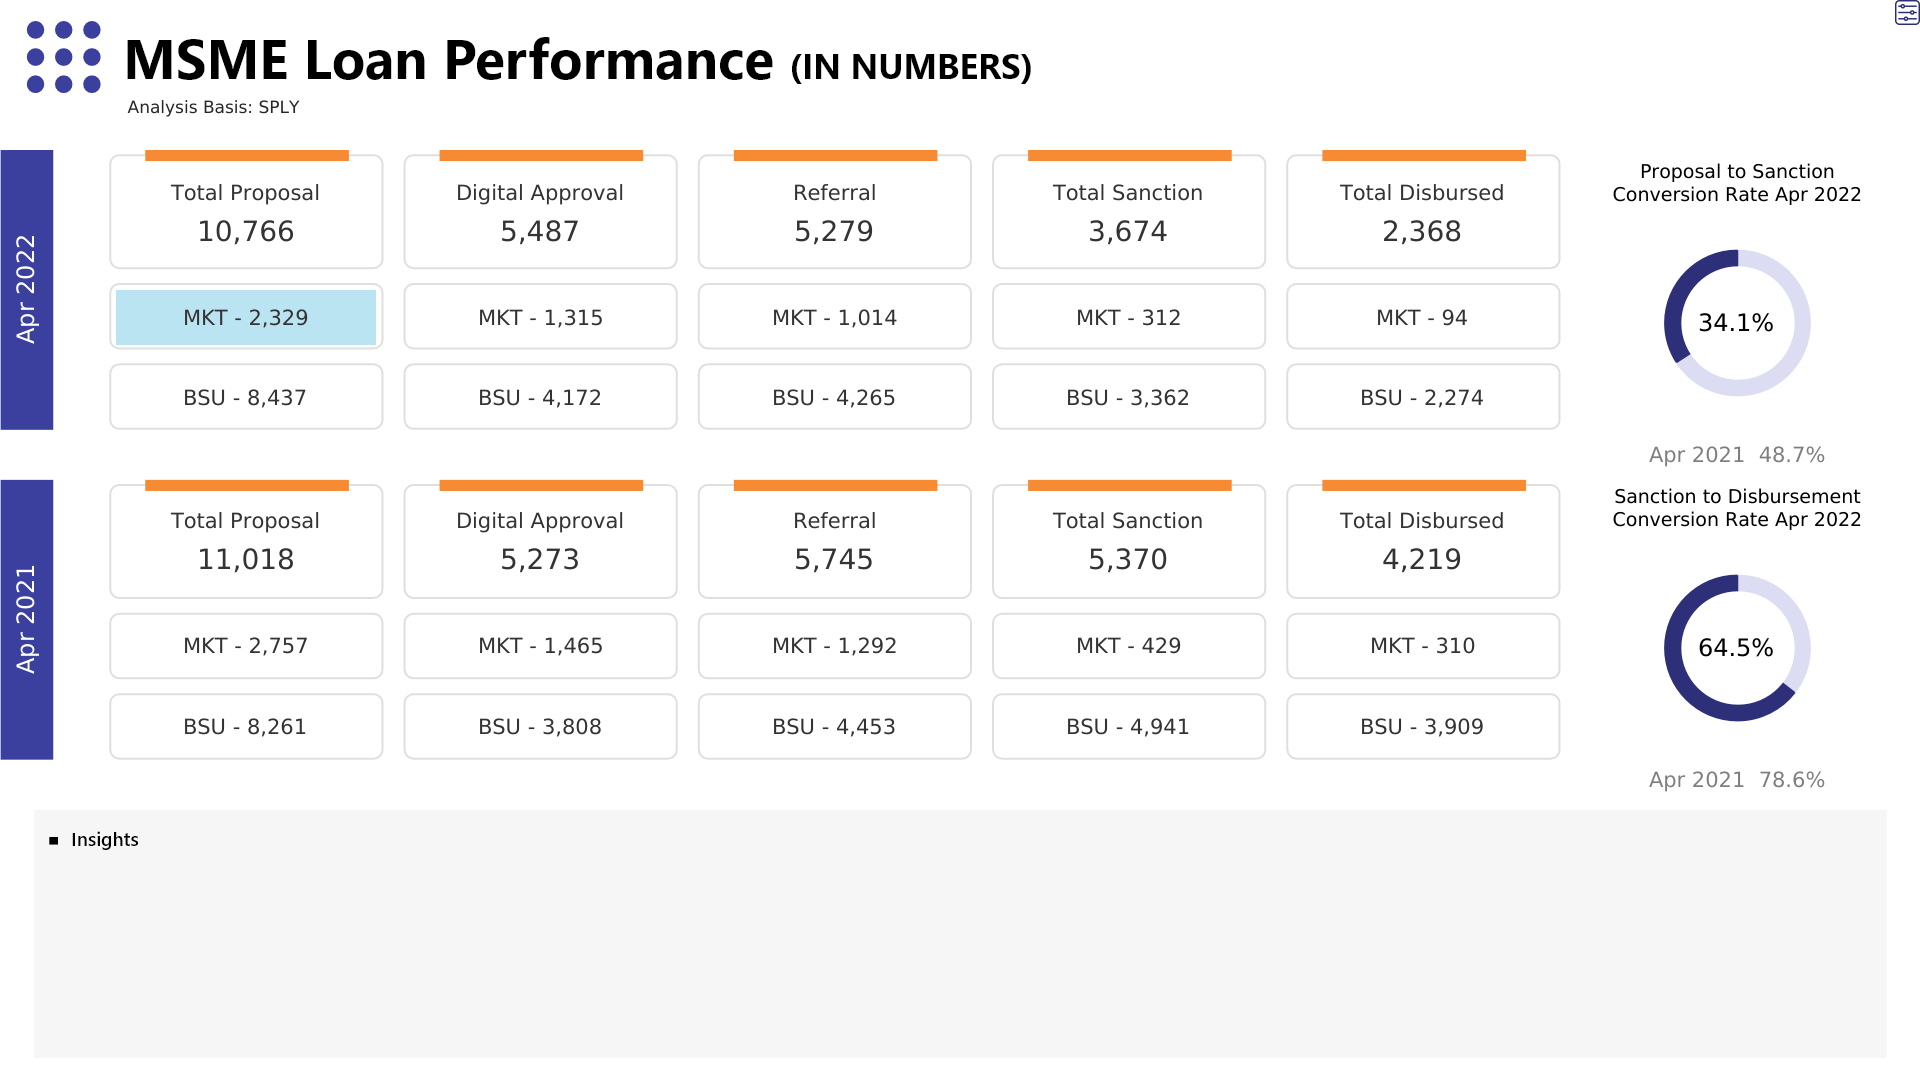 MSME Loan Performance (IN NUMBERS)
Analysis Basis: SPLY
Apr 2022
Total Proposal
10,766
Digital Approval
5,487
Referral
5,279
Total Sanction
3,674
Total Disbursed
2,368
MKT - 2,329
MKT - 1,315
MKT - 1,014
MKT - 312
MKT - 94
BSU - 8,437
BSU - 4,172
BSU - 4,265
BSU - 3,362
BSU - 2,274
Proposal to Sanction
Conversion Rate Apr 2022
34.1%
Apr 2021 48.7%
Apr 2021
Total Proposal
11,018
Digital Approval
5,273
Referral
5,745
Total Sanction
5,370
Total Disbursed
4,219
MKT - 2,757
MKT - 1,465
MKT - 1,292
MKT - 429
MKT - 310
BSU - 8,261
BSU - 3,808
BSU - 4,453
BSU - 4,941
BSU - 3,909
Sanction to Disbursement
Conversion Rate Apr 2022
64.5%
Apr 2021 78.6%
Insights